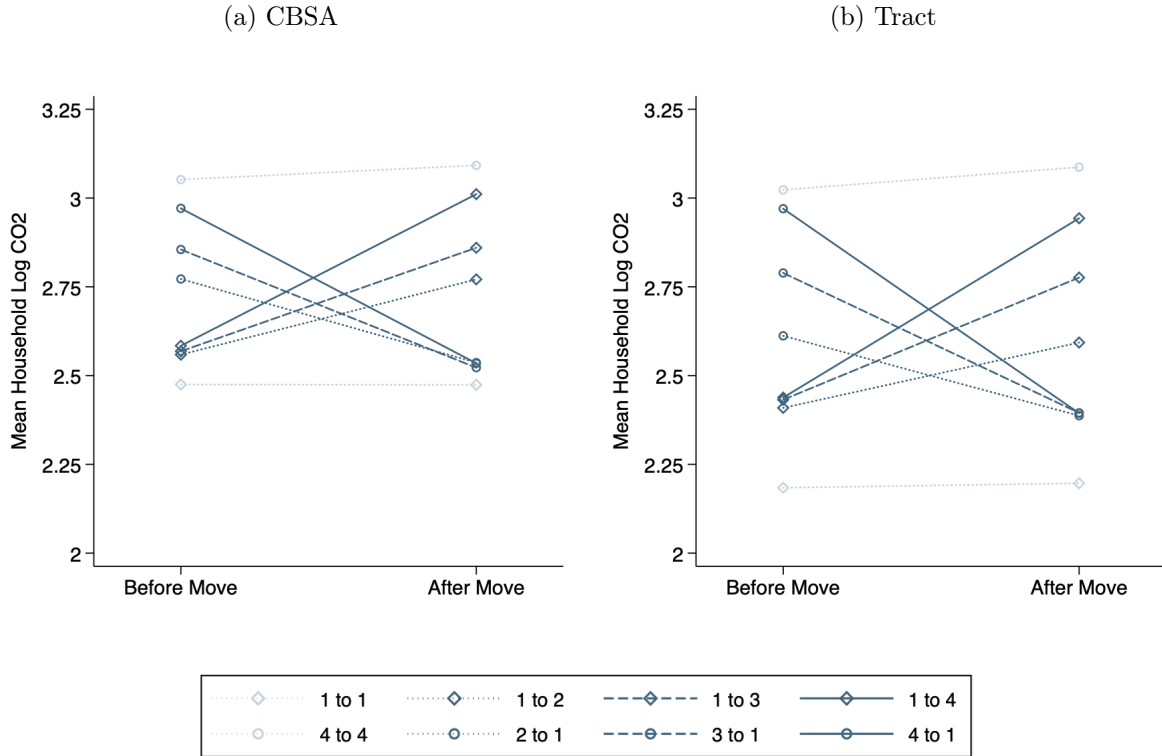 (a) CBSA
(b) Tract
Mean Household Log CO2
3.25
3
2.75
2.5
2.25
2
Before Move
After Move
Mean Household Log CO2
3.25
3
2.75
2.5
2.25
2
Before Move
After Move
1 to 1
1 to 2
1 to 3
1 to 4
4 to 4
2 to 1
3 to 1
4 to 1